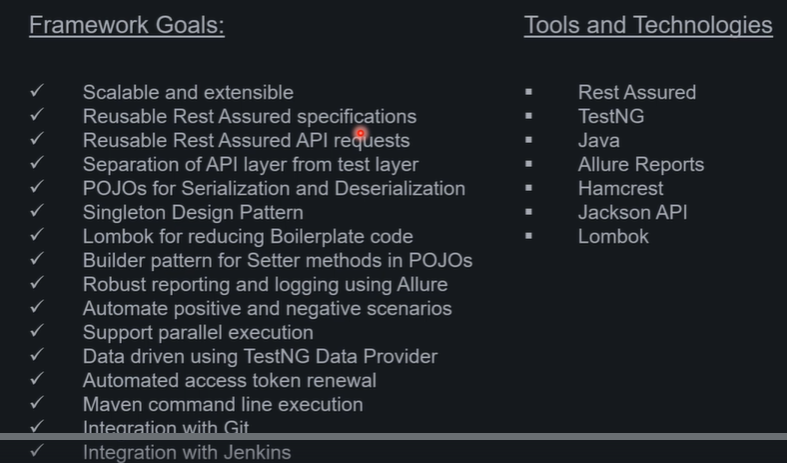 Framework Goals:
Scalable and extensible
Reusable Rest Assured specifications
Reusable Rest Assured API requests
Separation of API layer from test layer
POJOs for Serialization and Deserialization
Singleton Design Pattern
Lombok for reducing Boilerplate code
Builder pattern for Setter methods in POJOs
Robust reporting and logging using Allure
Automate positive and negative scenarios
Support parallel execution
Data driven using TestNG Data Provider
Automated access token renewal
Maven command line execution
Integration with Git
Integration with Jenkins
Tools and Technologies
Rest Assured
TestNG
Java
Allure Reports
Hamcrest
Jackson API
Lombok